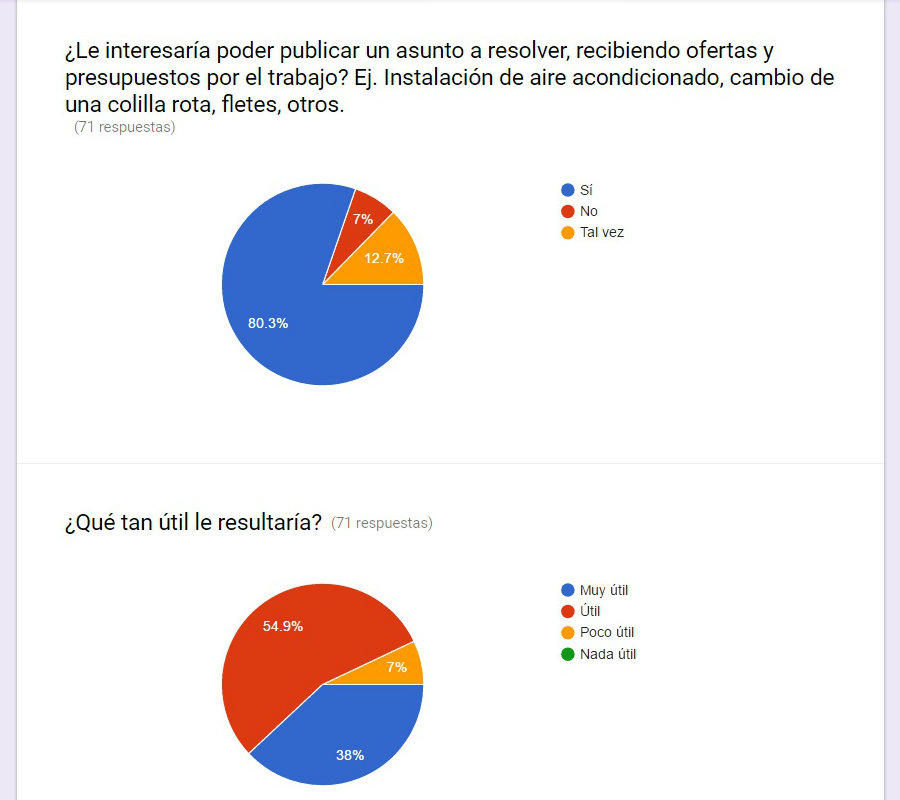 ¿Le interesaría poder publicar un asunto a resolver, recibiendo ofertas y
presupuestos por el trabajo? Ej. Instalación de aire acondicionado, cambio de
una colilla rota, fletes, otros.
(71 respuestas)
Sí
No
Tal vez
7%
12.7%
80.3%
¿Qué tan útil le resultaría? (71 respuestas)
Muy útil
Útil
Poco útil
Nada útil
54.9%
7%
38%